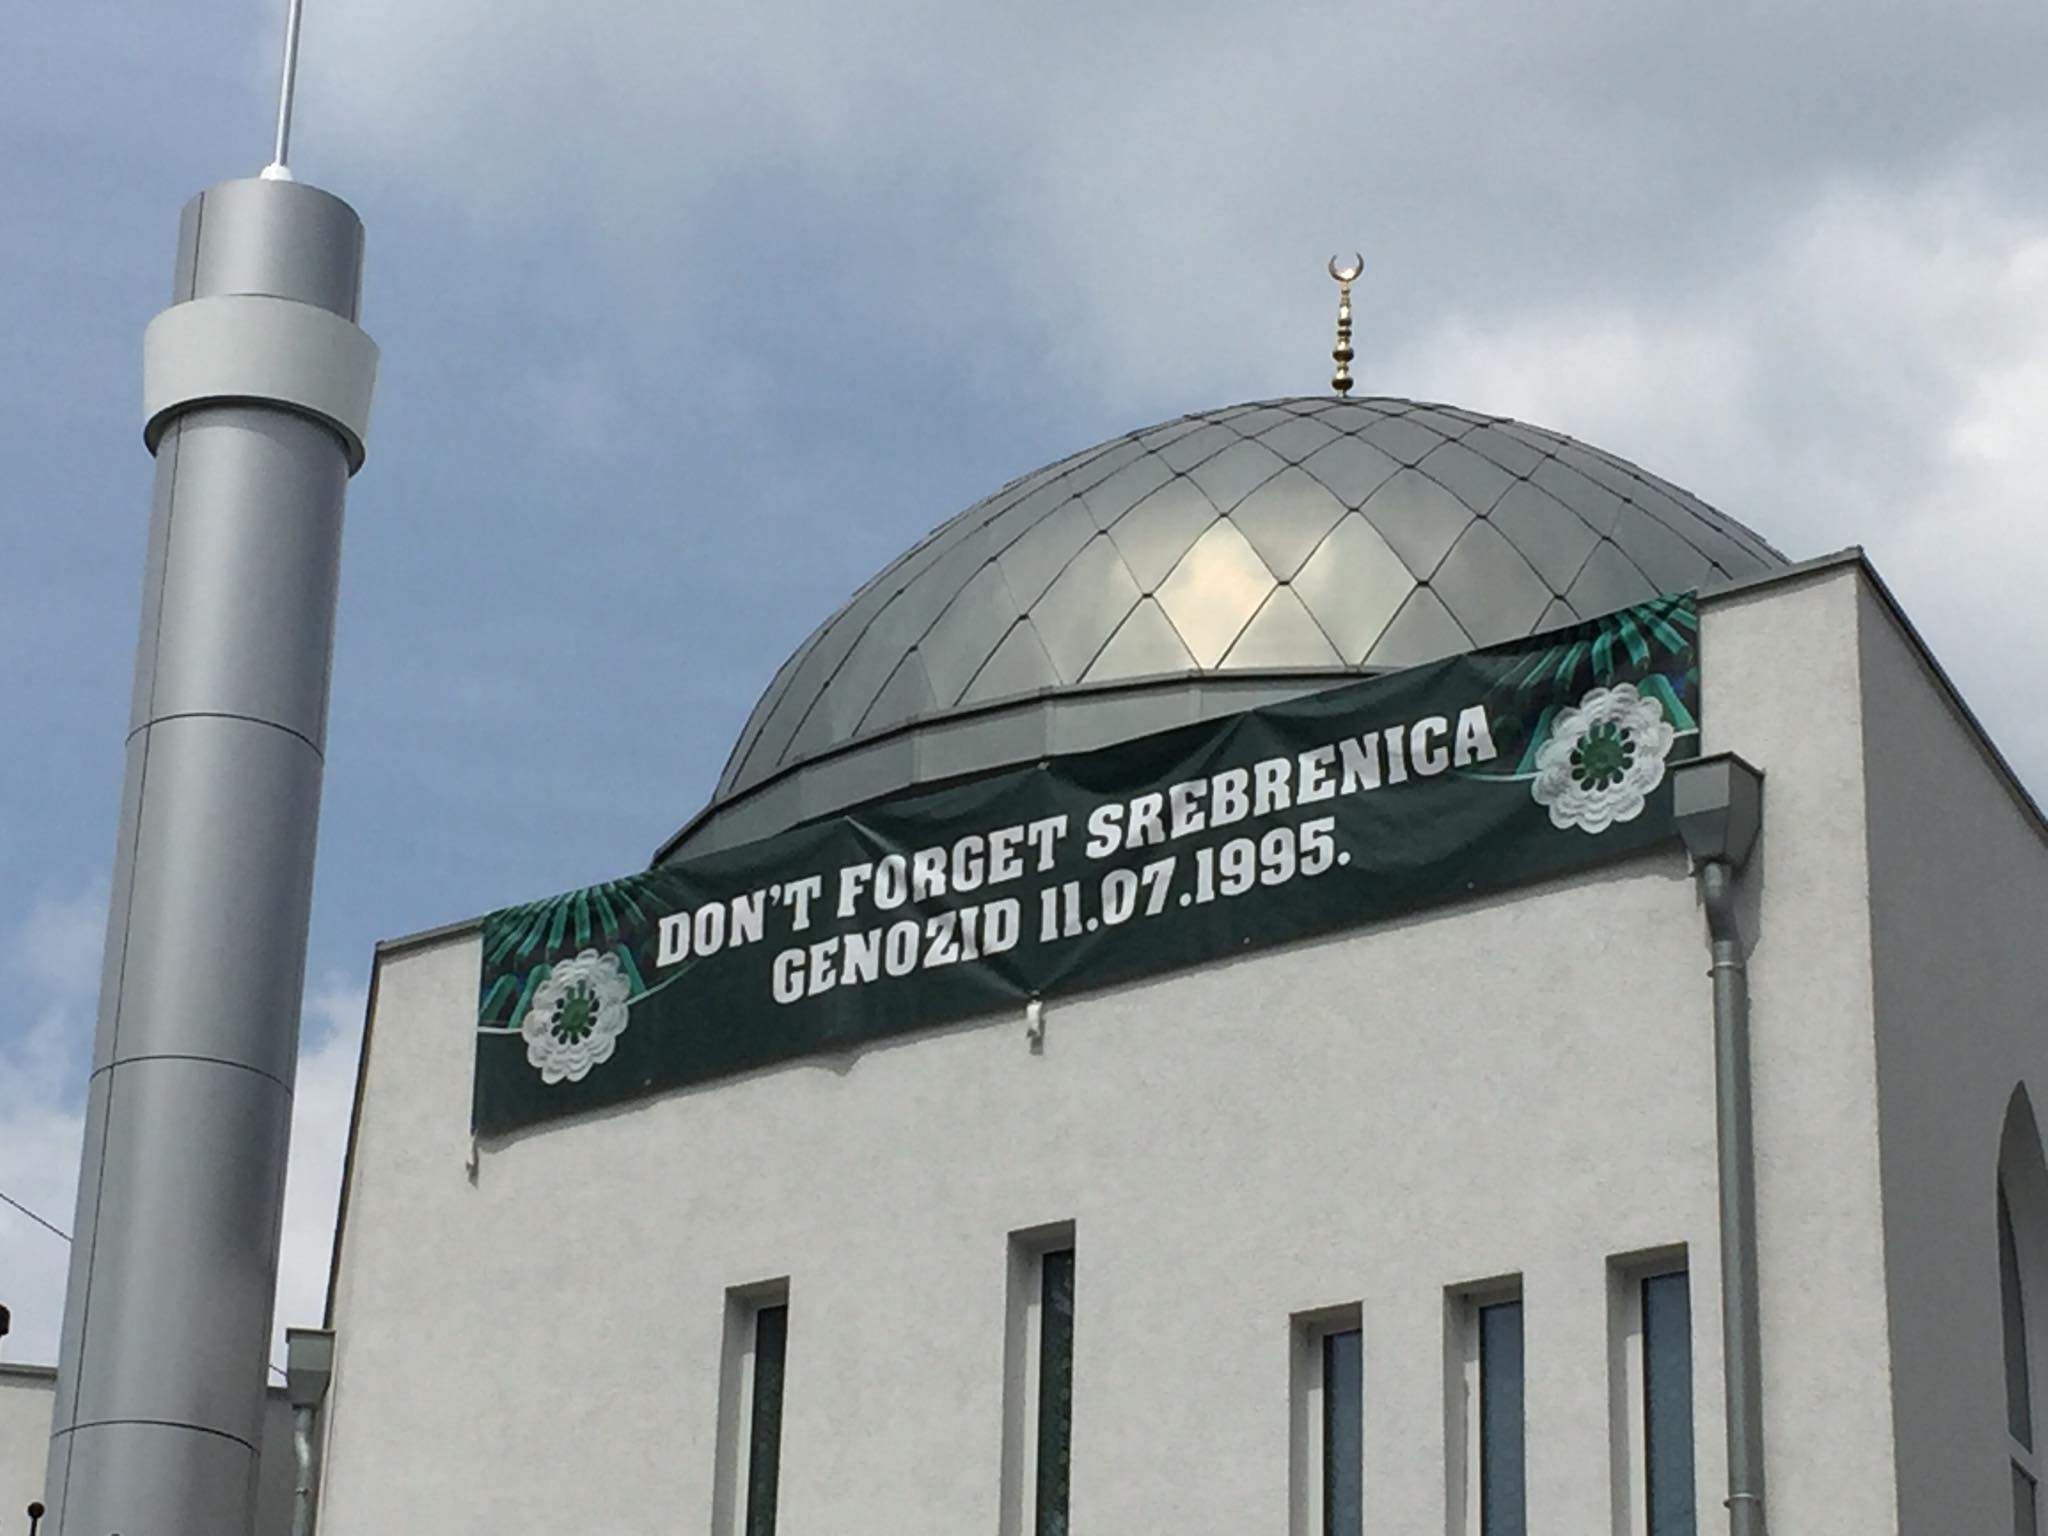 DON'T FORGET SREBRENICA
GENOZID 11.07.1995.